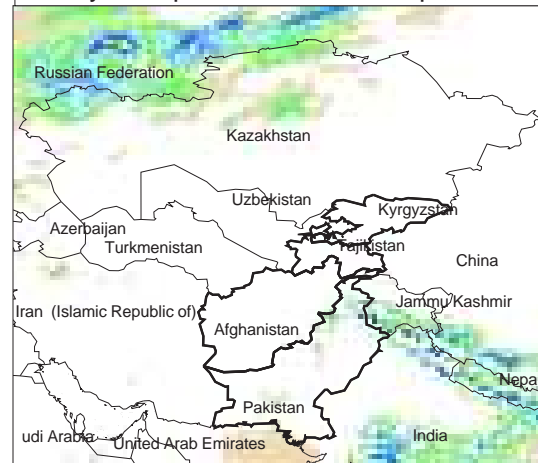 Russian Federation
Kazakhstan
Uzbekistan
Kyrgyzstan
Azerbaijan
Turkmenistan
Tajikistan
China
Iran (Islamic Republic of)
Jammu Kashmir
Afghanistan
Nepa
Pakistan
udi Arabia
United Arab Emirates
India